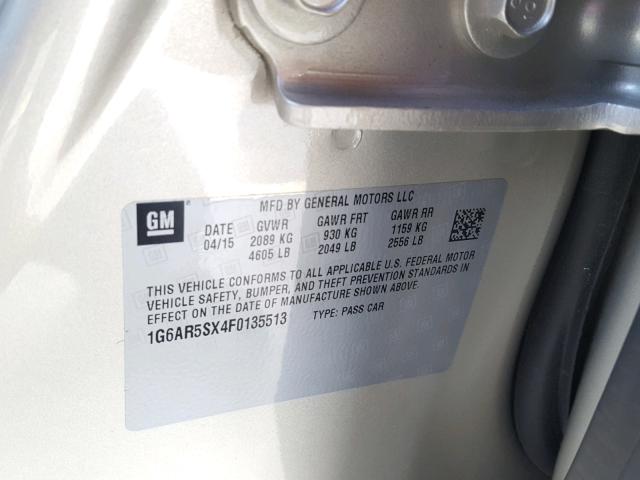 MFD BY GENERAL MOTORS LLC
GM
DATE GVWR GAWR FRT GAWR RR
04/15 2089 KG 930 KG 1159 KG
4605 LB 2049 LB 2556 LB
THIS VEHICLE CONFORMS TO ALL APPLICABLE U.S. FEDERAL MOTOR
VEHICLE SAFETY, BUMPER, AND THEFT PREVENTION STANDARDS IN
EFFECT ON THE DATE OF MANUFACTURE SHOWN ABOVE.
1G6AR5SX4F0135513 TYPE: PASS CAR